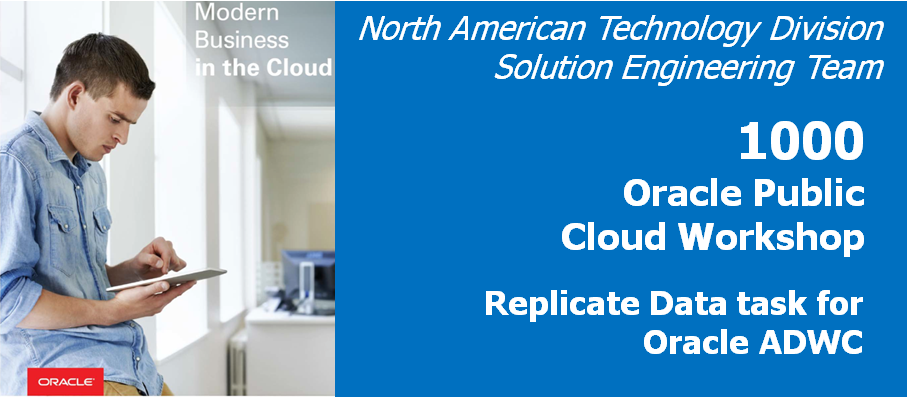 Modern
Business
in the Cloud
ORACLE
North American Technology Division
Solution Engineering Team
1000
Oracle Public
Cloud Workshop
Replicate Data task for
Oracle ADWC